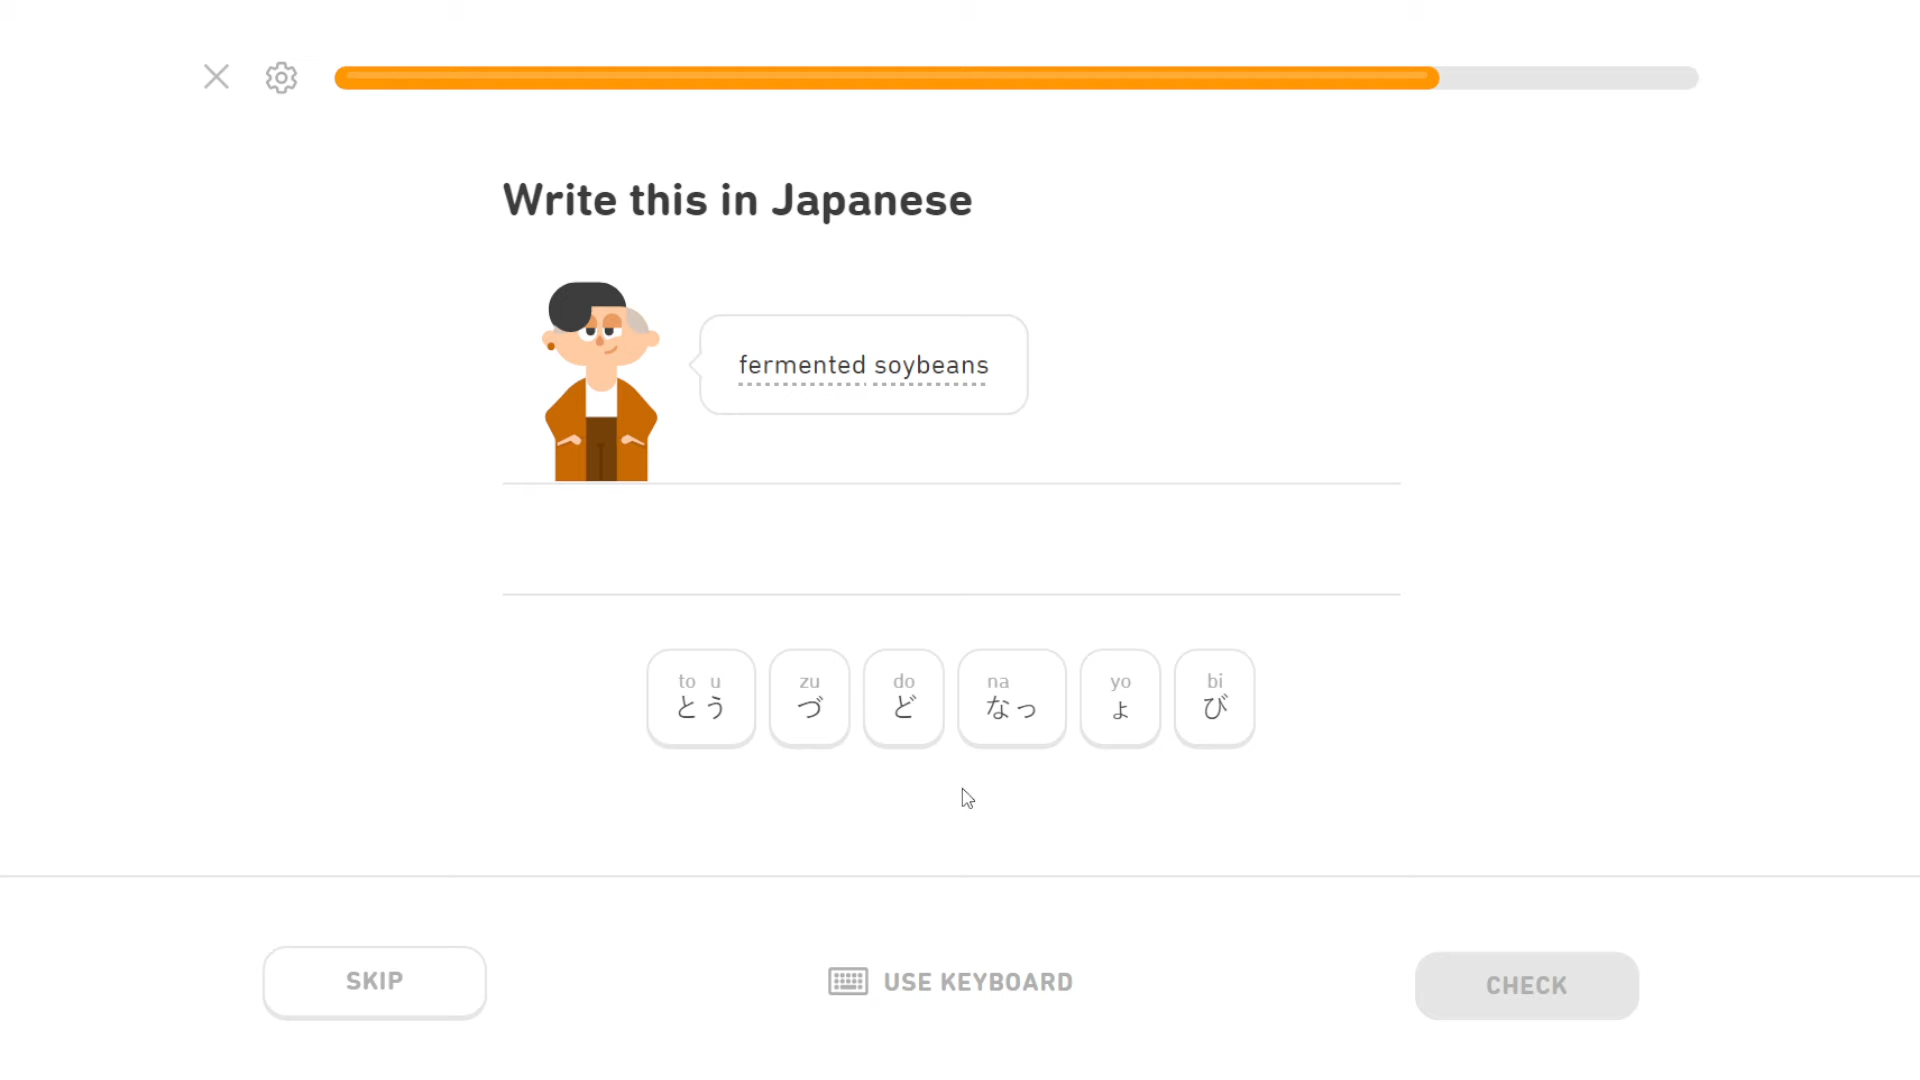 Write this in Japanese
fermented soybeans
to u zu do na yo bi
とう づ ど なっ ょ び
SKIP USE KEYBOARD CHECK